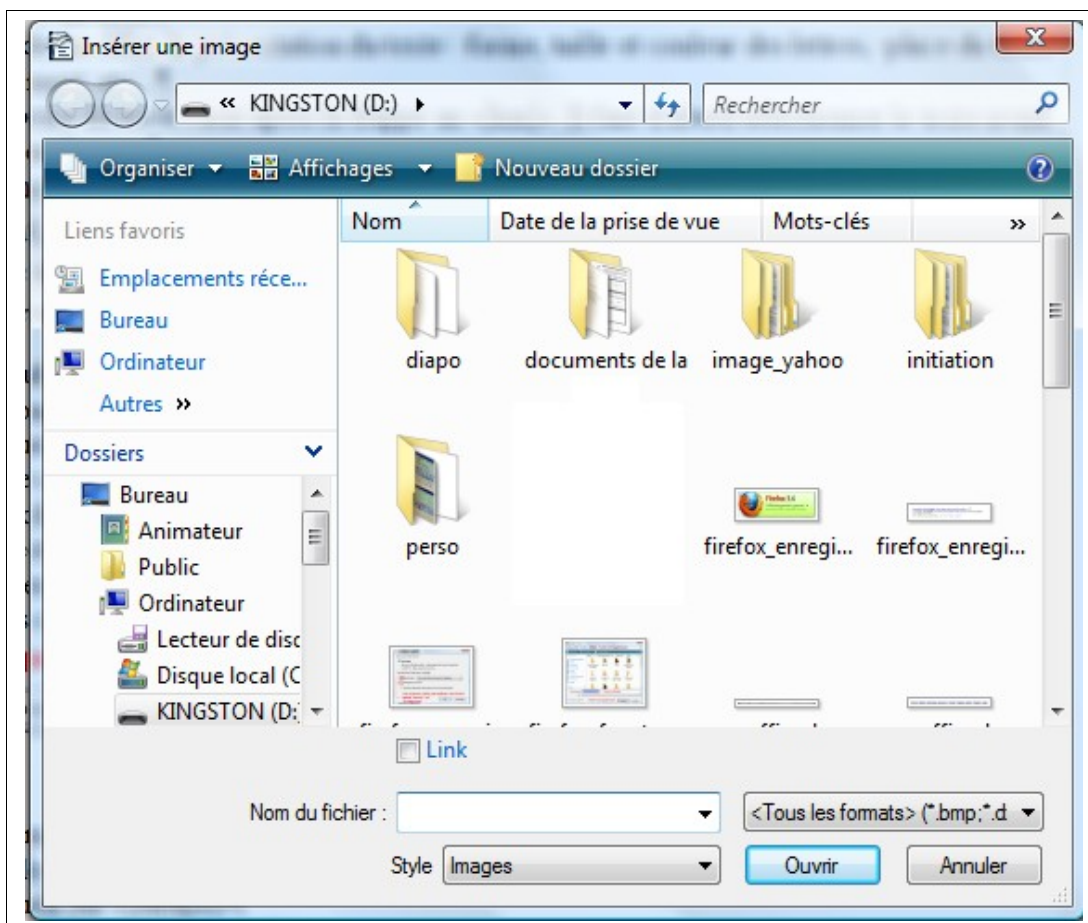 Insérer une image
« KINGSTON (D:)
Rechercher
Organiser Affichages Nouveau dossier
Liens favoris
Emplacements réce...
Bureau
Ordinateur
Autres »
Dossiers
Bureau
Animateur
Public
Ordinateur
Lecteur de disc
Disque local (C
KINGSTON (D:
Nom Date de la prise de vue Mots-clés »
diapo documents de la image_yahoo initiation
perso firefox_enregi... firefox_enregi...
Link
Nom du fichier :
<Tous les formats> (*.bmp;*.d
Style Images
Ouvrir Annuler